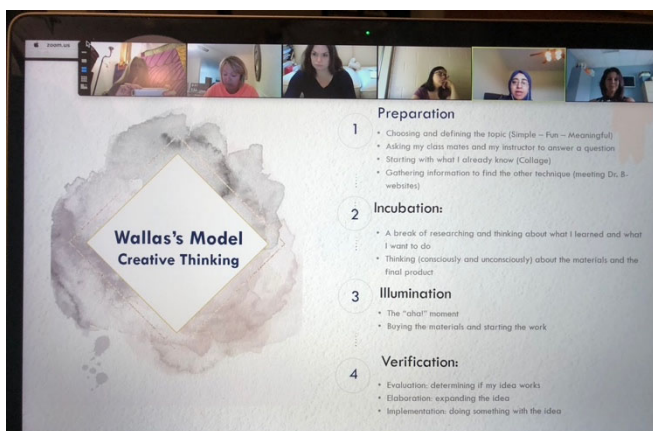 zoom.us
Wallas's Model
Creative Thinking
1
Preparation
• Choosing and defining the topic (Simple – Fun – Meaningful)
• Asking my class mates and my instructor to answer a question
• Starting with what I already know (Collage)
• Gathering information to find the other technique (meeting Dr. B-
websites)
2
Incubation:
• A break of researching and thinking about what I learned and what
I want to do
• Thinking (consciously and unconsciously) about the materials and the
final product
3
Illumination
• The "aha!" moment
• Buying the materials and starting the work
4
Verification:
• Evaluation: determining if my idea works
• Elaboration: expanding the idea
• Implementation: doing something with the idea